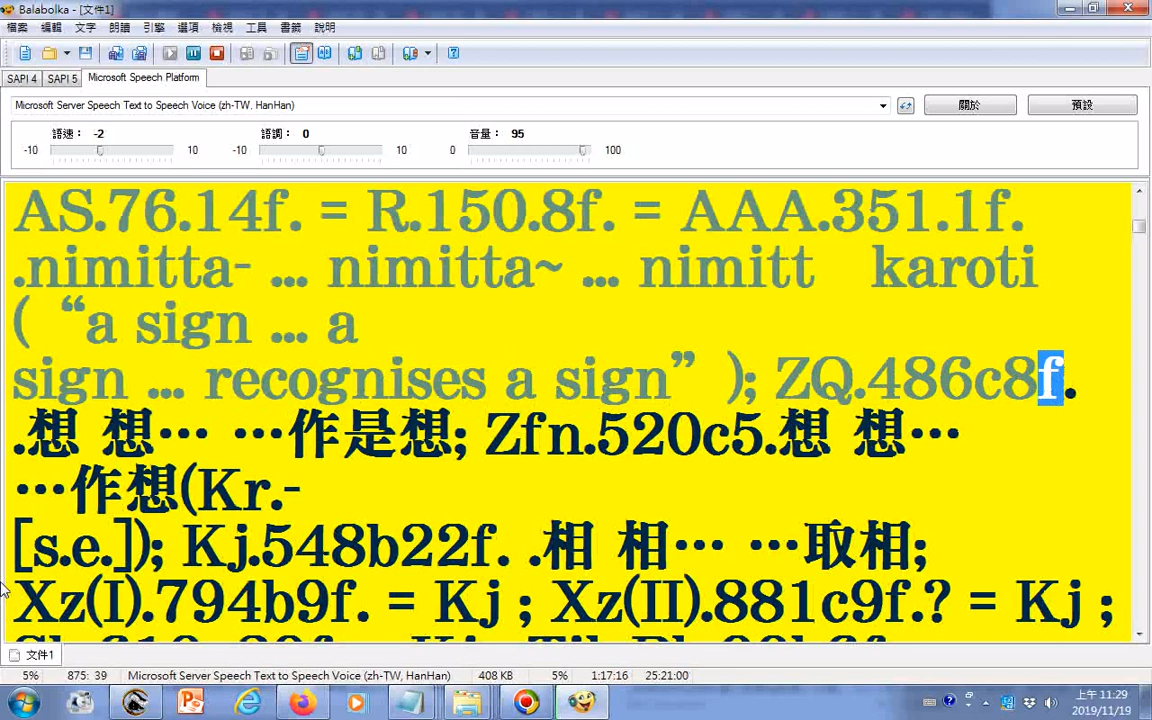 Balabolka - [文件1]
檔案 編輯 文字 朗讀 引擎 選項 檢視 工具 書籤 說明
SAPI 4 SAPI 5 Microsoft Speech Platform
Microsoft Server Speech Text to Speech Voice (zh-TW, HanHan) 關於 預設
語速： -2 語調： 0 音量： 95
-10 10 -10 10 0 100
AS.76.14f. = R.150.8f. = AAA.351.1f.
.nimitta- ... nimitta~ ... nimitt karoti
(“a sign ... a
sign ... recognises a sign”); ZQ.486c8f.
.想 想… …作是想; Zfn.520c5.想 想…
…作想(Kr.-
[s.e.]); Kj.548b22f. .相 相… …取相;
Xz(I).794b9f. = Kj ; Xz(II).881c9f.? = Kj ;
文件1
5% 875: 39 Microsoft Server Speech Text to Speech Voice (zh-TW, HanHan) 408 KB 5% 1:17:16 25:21:00
上午 11:29
2019/11/19